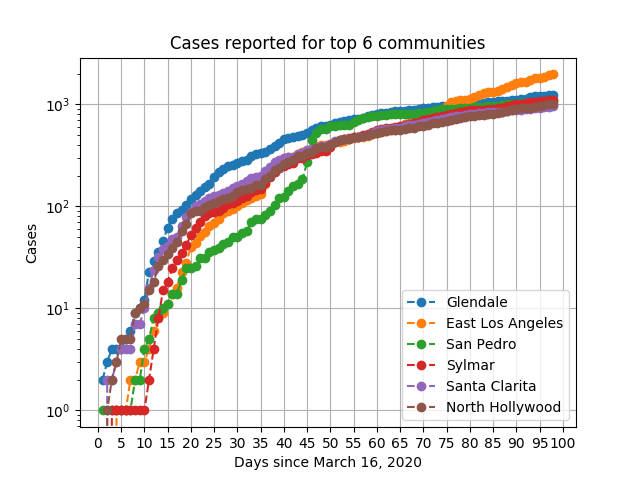 Cases reported for top 6 communities
Cases
10³
10²
10¹
10⁰
Glendale
East Los Angeles
San Pedro
Sylmar
Santa Clarita
North Hollywood
0 5 10 15 20 25 30 35 40 45 50 55 60 65 70 75 80 85 90 95 100
Days since March 16, 2020